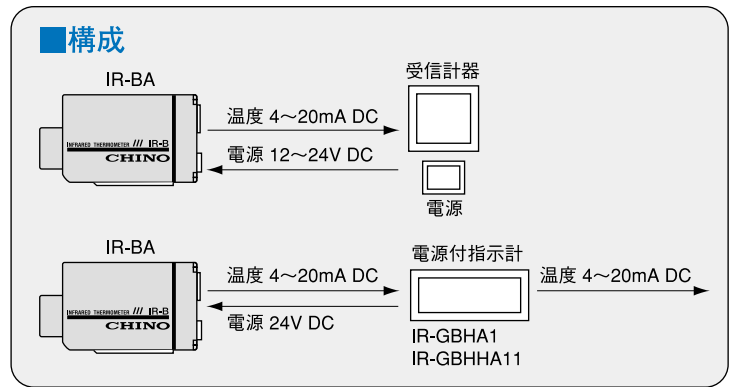 ■構成
IR-BA
受信計器
温度 4～20mA DC
INFRARED THERMOMETER /// IR-B
CHINO
電源 12～24V DC
電源
IR-BA
電源付指示計
温度 4～20mA DC
温度 4～20mA DC
INFRARED THERMOMETER /// IR-B
CHINO
電源 24V DC
IR-GBHA1
IR-GBHHA11